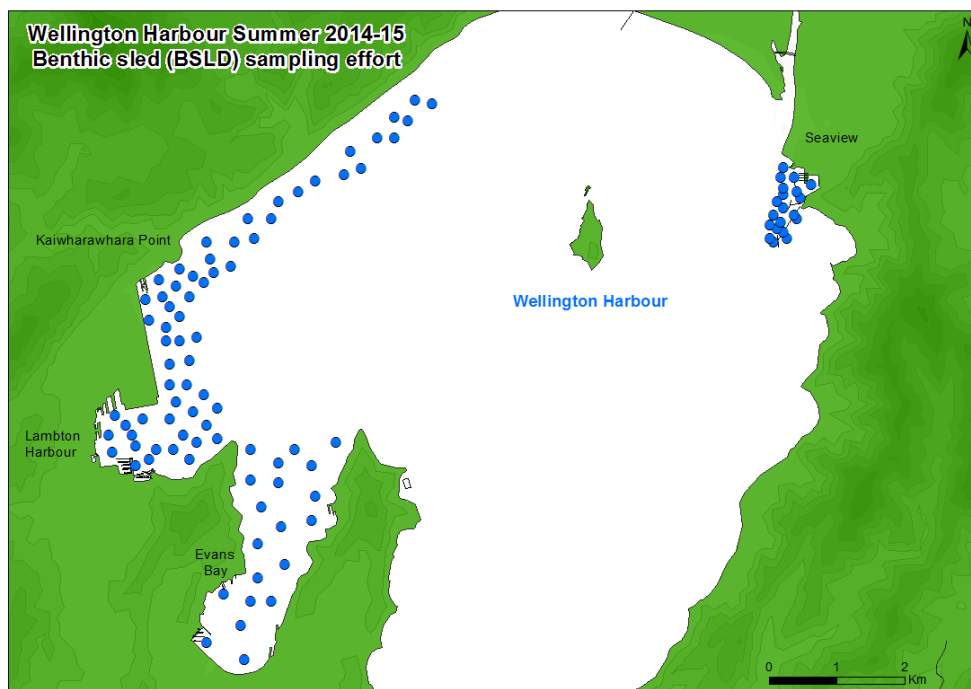 Wellington Harbour Summer 2014-15
Benthic sled (BSLD) sampling effort
N
Seaview
Kaiwharawhara Point
Wellington Harbour
Lambton
Harbour
Evans
Bay
0 1 2
Km